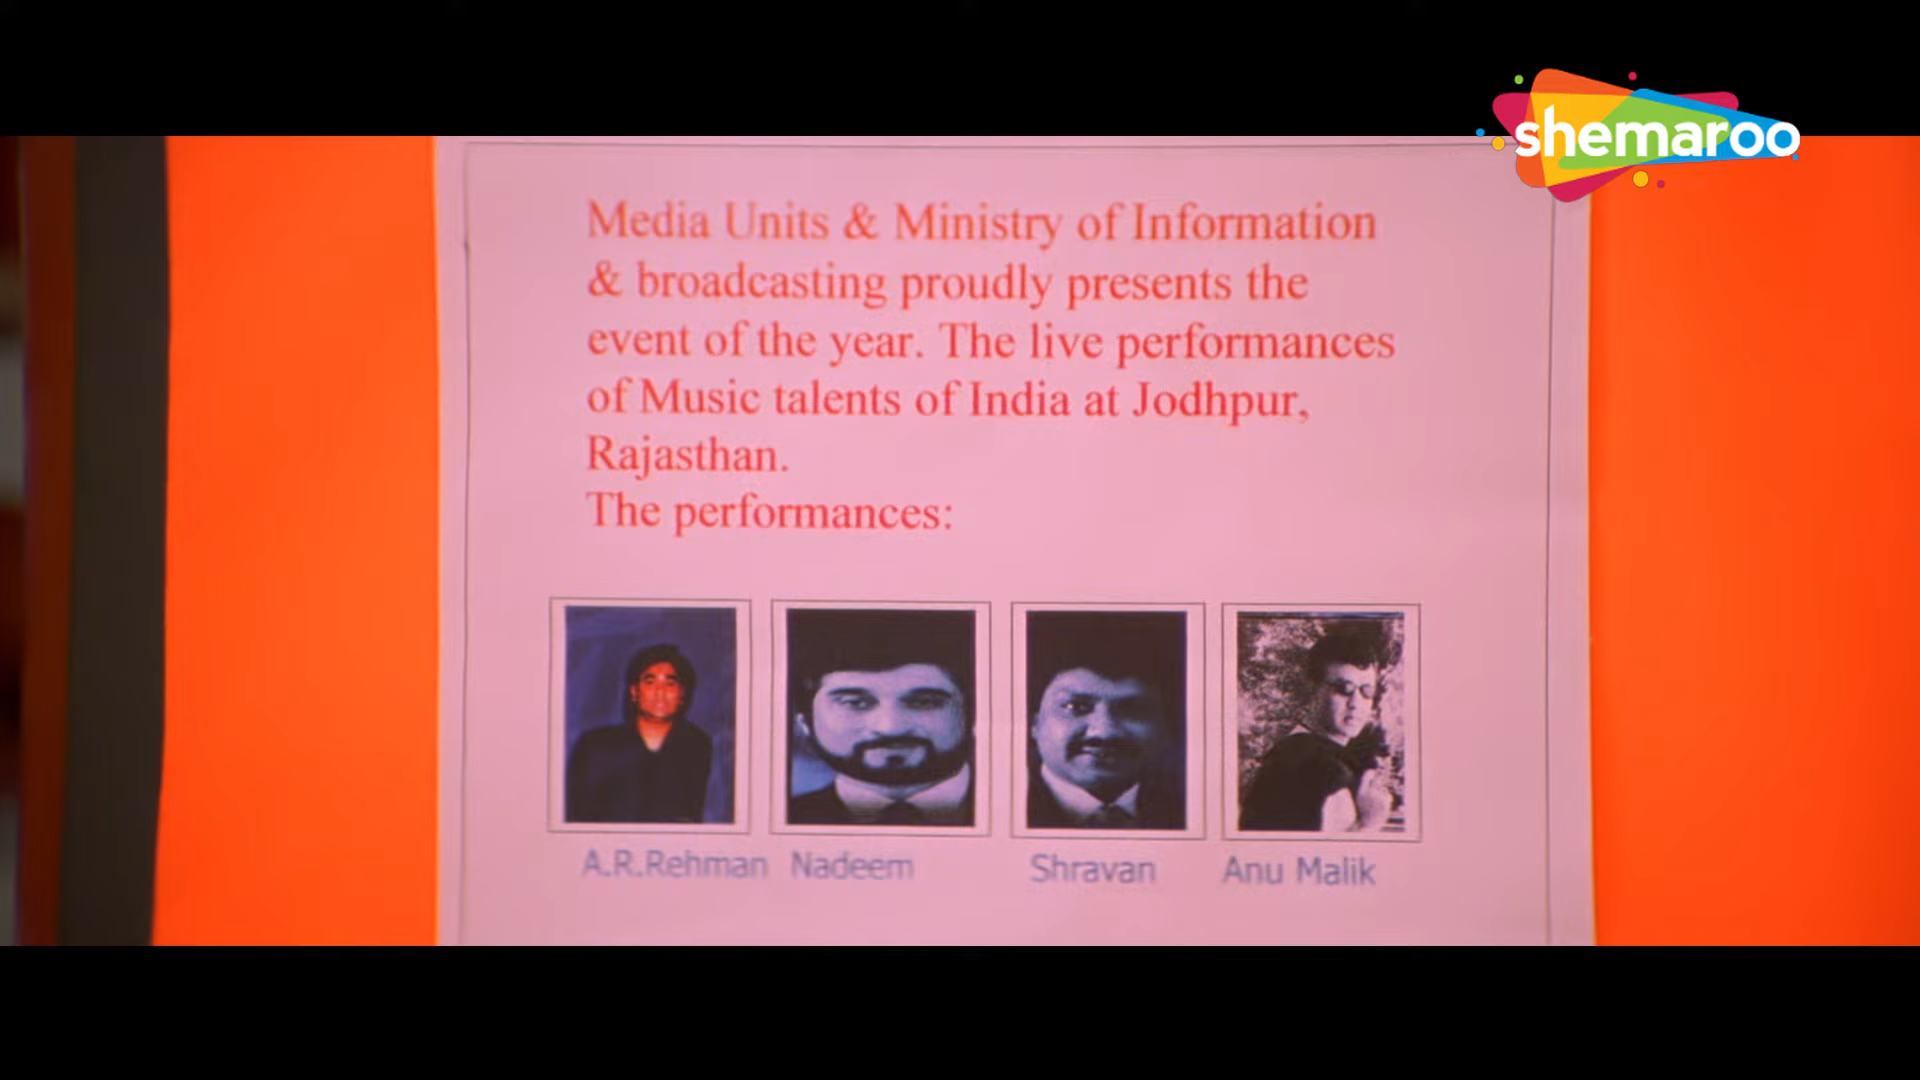 shemaroo
Media Units & Ministry of Information
& broadcasting proudly presents the
event of the year. The live performances
of Music talents of India at Jodhpur,
Rajasthan.
The performances:
A.R.Rehman Nadeem Shravan Anu Malik